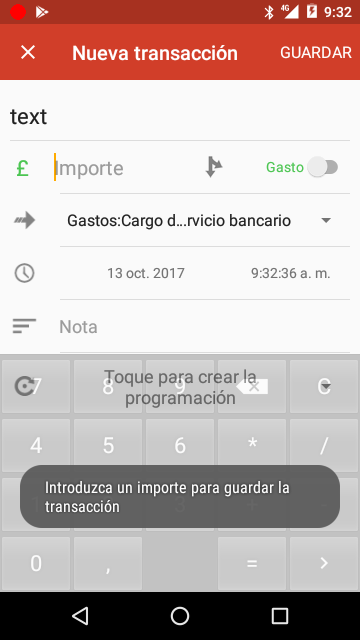 4G 9:32
Nueva transacción GUARDAR
text
£ Importe Gasto
Gastos:Cargo d...rvicio bancario
13 oct. 2017 9:32:36 a. m.
Nota
7 8 9 C
Toque para crear la
programación
4 5 6 * /
1 3 +
Introduzca un importe para guardar la
transacción
0 , = >